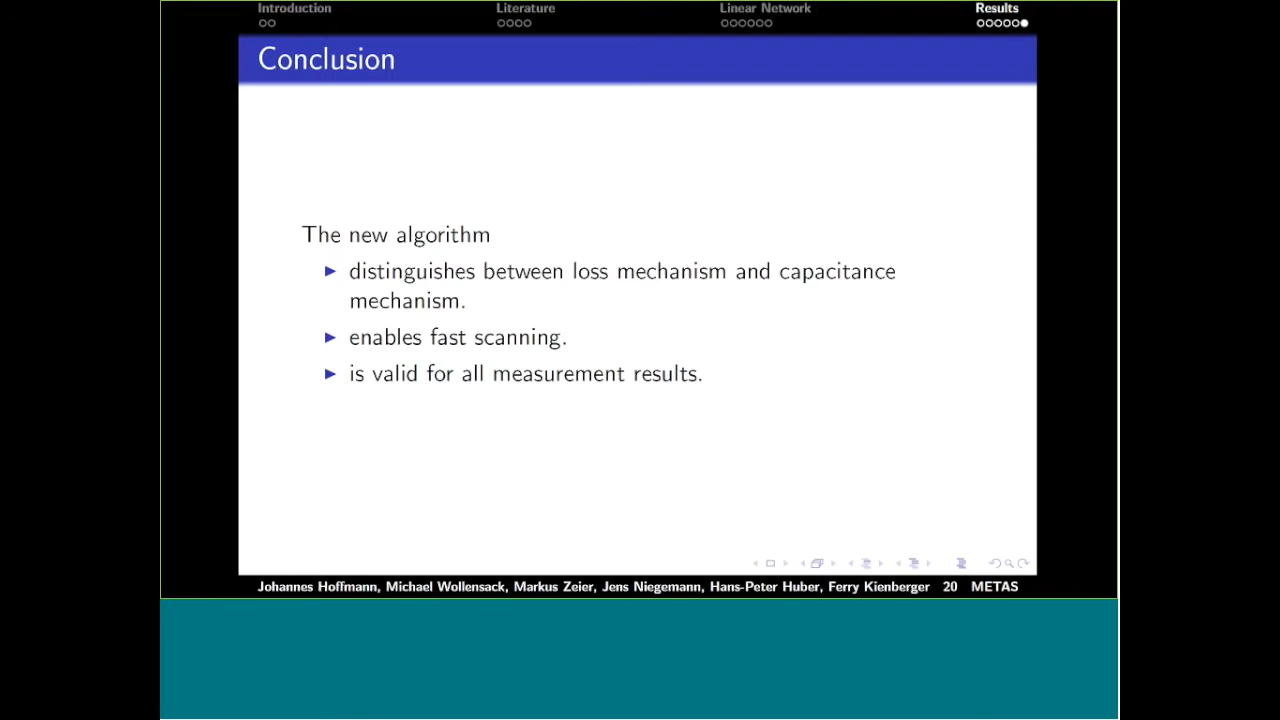 Introduction Literature Linear Network Results
Conclusion
The new algorithm
distinguishes between loss mechanism and capacitance
mechanism.
enables fast scanning.
is valid for all measurement results.
Johannes Hoffmann, Michael Wollensack, Markus Zeier, Jens Niegemann, Hans-Peter Huber, Ferry Kienberger 20 METAS